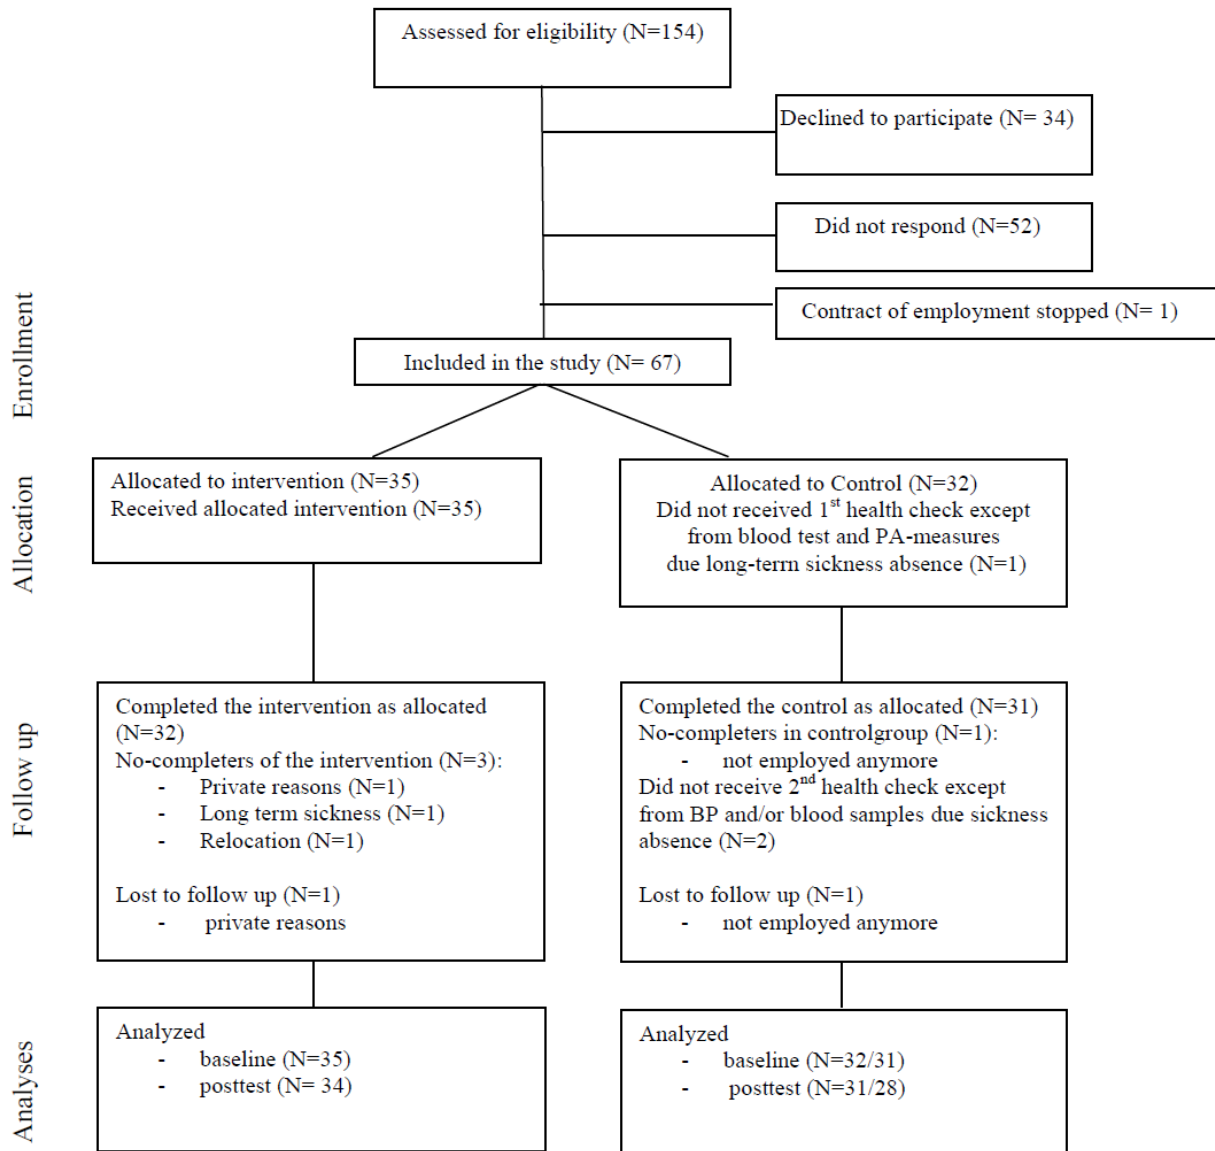 Assessed for eligibility (N=154)
Declined to participate (N= 34)
Did not respond (N=52)
Contract of employment stopped (N= 1)
Enrollment
Included in the study (N= 67)
Allocation
Allocated to intervention (N=35)
Received allocated intervention (N=35)
Allocated to Control (N=32)
Did not received 1st health check except
from blood test and PA-measures
due long-term sickness absence (N=1)
Follow up
Completed the intervention as allocated
(N=32)
No-completers of the intervention (N=3):
- Private reasons (N=1)
- Long term sickness (N=1)
- Relocation (N=1)
Lost to follow up (N=1)
- private reasons
Completed the control as allocated (N=31)
No-completers in controlgroup (N=1):
- not employed anymore
Did not receive 2nd health check except
from BP and/or blood samples due sickness
absence (N=2)
Lost to follow up (N=1)
- not employed anymore
Analyses
Analyzed
- baseline (N=35)
- posttest (N= 34)
Analyzed
- baseline (N=32/31)
- posttest (N=31/28)